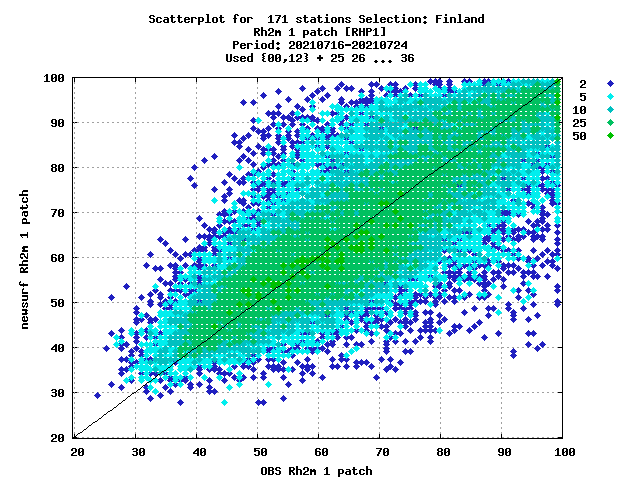 Scatterplot for  171 stations Selection: Finland
Rh2m 1 patch [RHP1]
Period: 20210716-20210724
Used {00,12} + 25 26 ... 36
100
90
80
70
60
50
40
30
20
20 30 40 50 60 70 80 90 100
newsurf Rh2m 1 patch
OBS Rh2m 1 patch
2
5
10
25
50